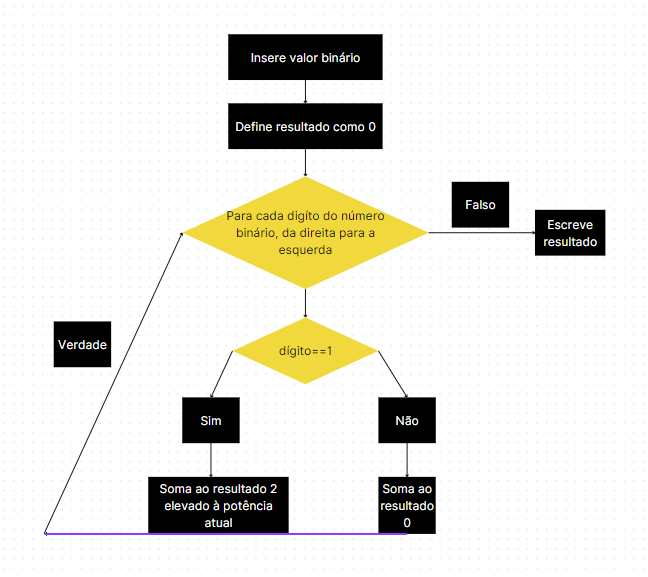 Insere valor binário
Define resultado como 0
Para cada digíto do número
binário, da direita para a
esquerda
Falso
Escreve
resultado
Verdade
dígito==1
Sim
Não
Soma ao resultado 2
elevado à potência
atual
Soma ao
resultado
0